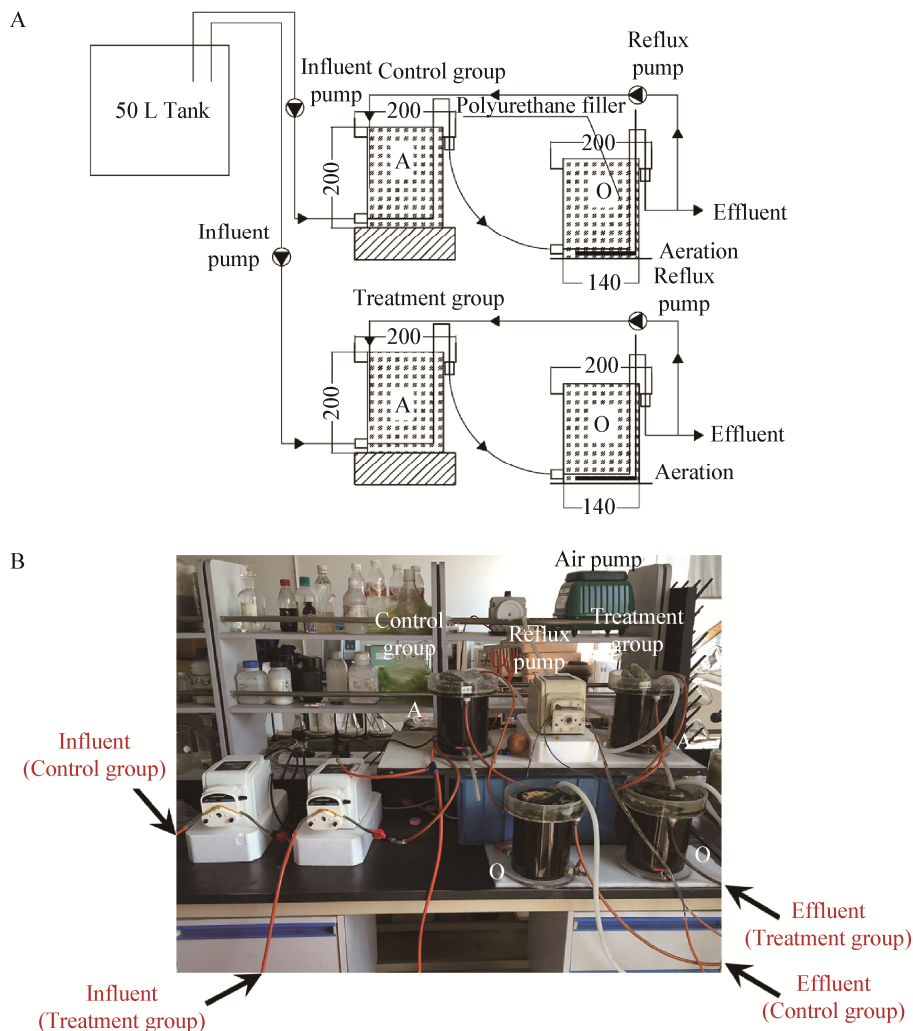 A
50 L Tank
Influent
pump
Control group
Reflux
pump
Polyurethane filler
200
200
A
200
O
Effluent
Influent
pump
Aeration
140
Reflux
pump
Treatment group
200
200
A
200
O
Effluent
Aeration
140
B
Air pump
Control
group
Reflux
pump
Treatment
group
A
A
Influent
(Control group)
O
O
Effluent
(Treatment group)
Influent
(Treatment group)
Effluent
(Control group)